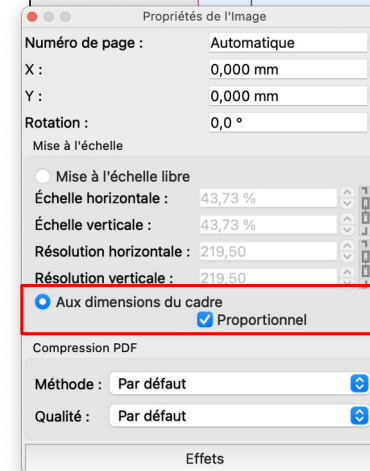 Propriétés de l'Image
Numéro de page : Automatique
X : 0,000 mm
Y : 0,000 mm
Rotation : 0,0 °
Mise à l'échelle
Mise à l'échelle libre
Échelle horizontale : 43,73 %
Échelle verticale : 43,73 %
Résolution horizontale : 219,50
Résolution verticale : 219,50
Aux dimensions du cadre
Proportionnel
Compression PDF
Méthode : Par défaut
Qualité : Par défaut
Effets